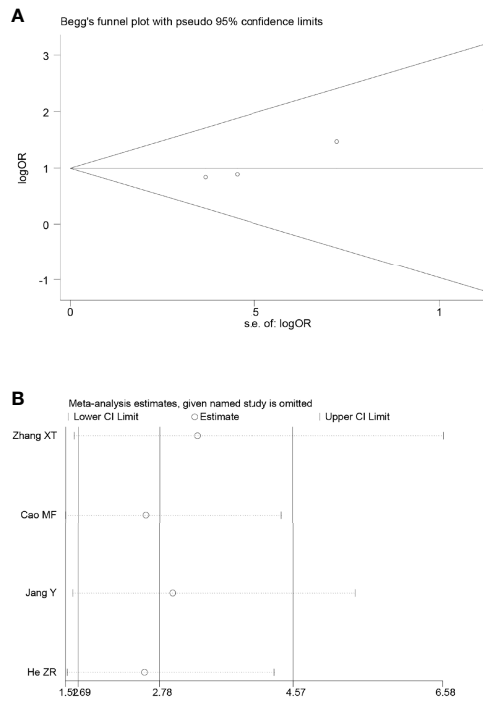 A
Begg's funnel plot with pseudo 95% confidence limits
3
2
1
0
-1
logOR
0
5
1
s.e. of: logOR
B
Meta-analysis estimates, given named study is omitted
Lower CI Limit
Estimate
Upper CI Limit
Zhang XT
Cao MF
Jang Y
He ZR
2.78
4.57
6.58